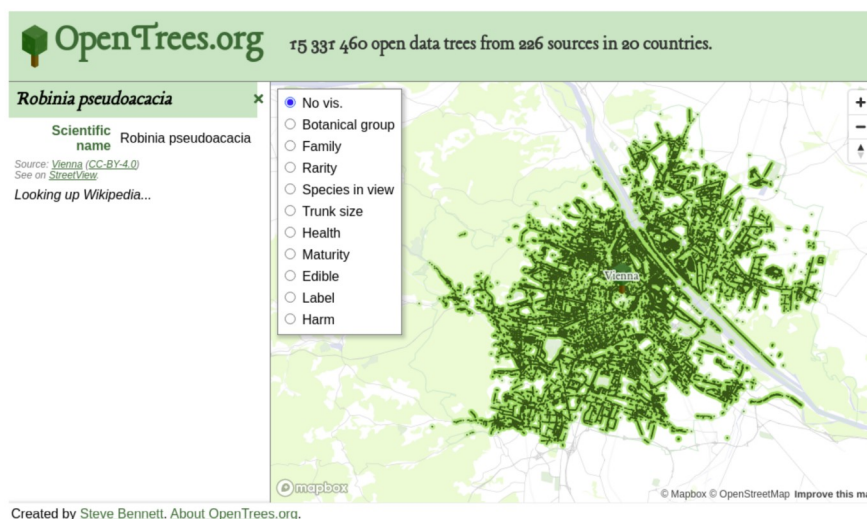 OpenTrees.org
15 331 460 open data trees from 226 sources in 20 countries.
Robinia pseudoacacia ×
Scientific name Robinia pseudoacacia
Source: Vienna (CC-BY-4.0)
See on StreetView.
Looking up Wikipedia...
No vis.
Botanical group
Family
Rarity
Species in view
Trunk size
Health
Maturity
Edible
Label
Harm
+
−
Vienna
mapbox
© Mapbox © OpenStreetMap Improve this ma
Created by Steve Bennett. About OpenTrees.org.